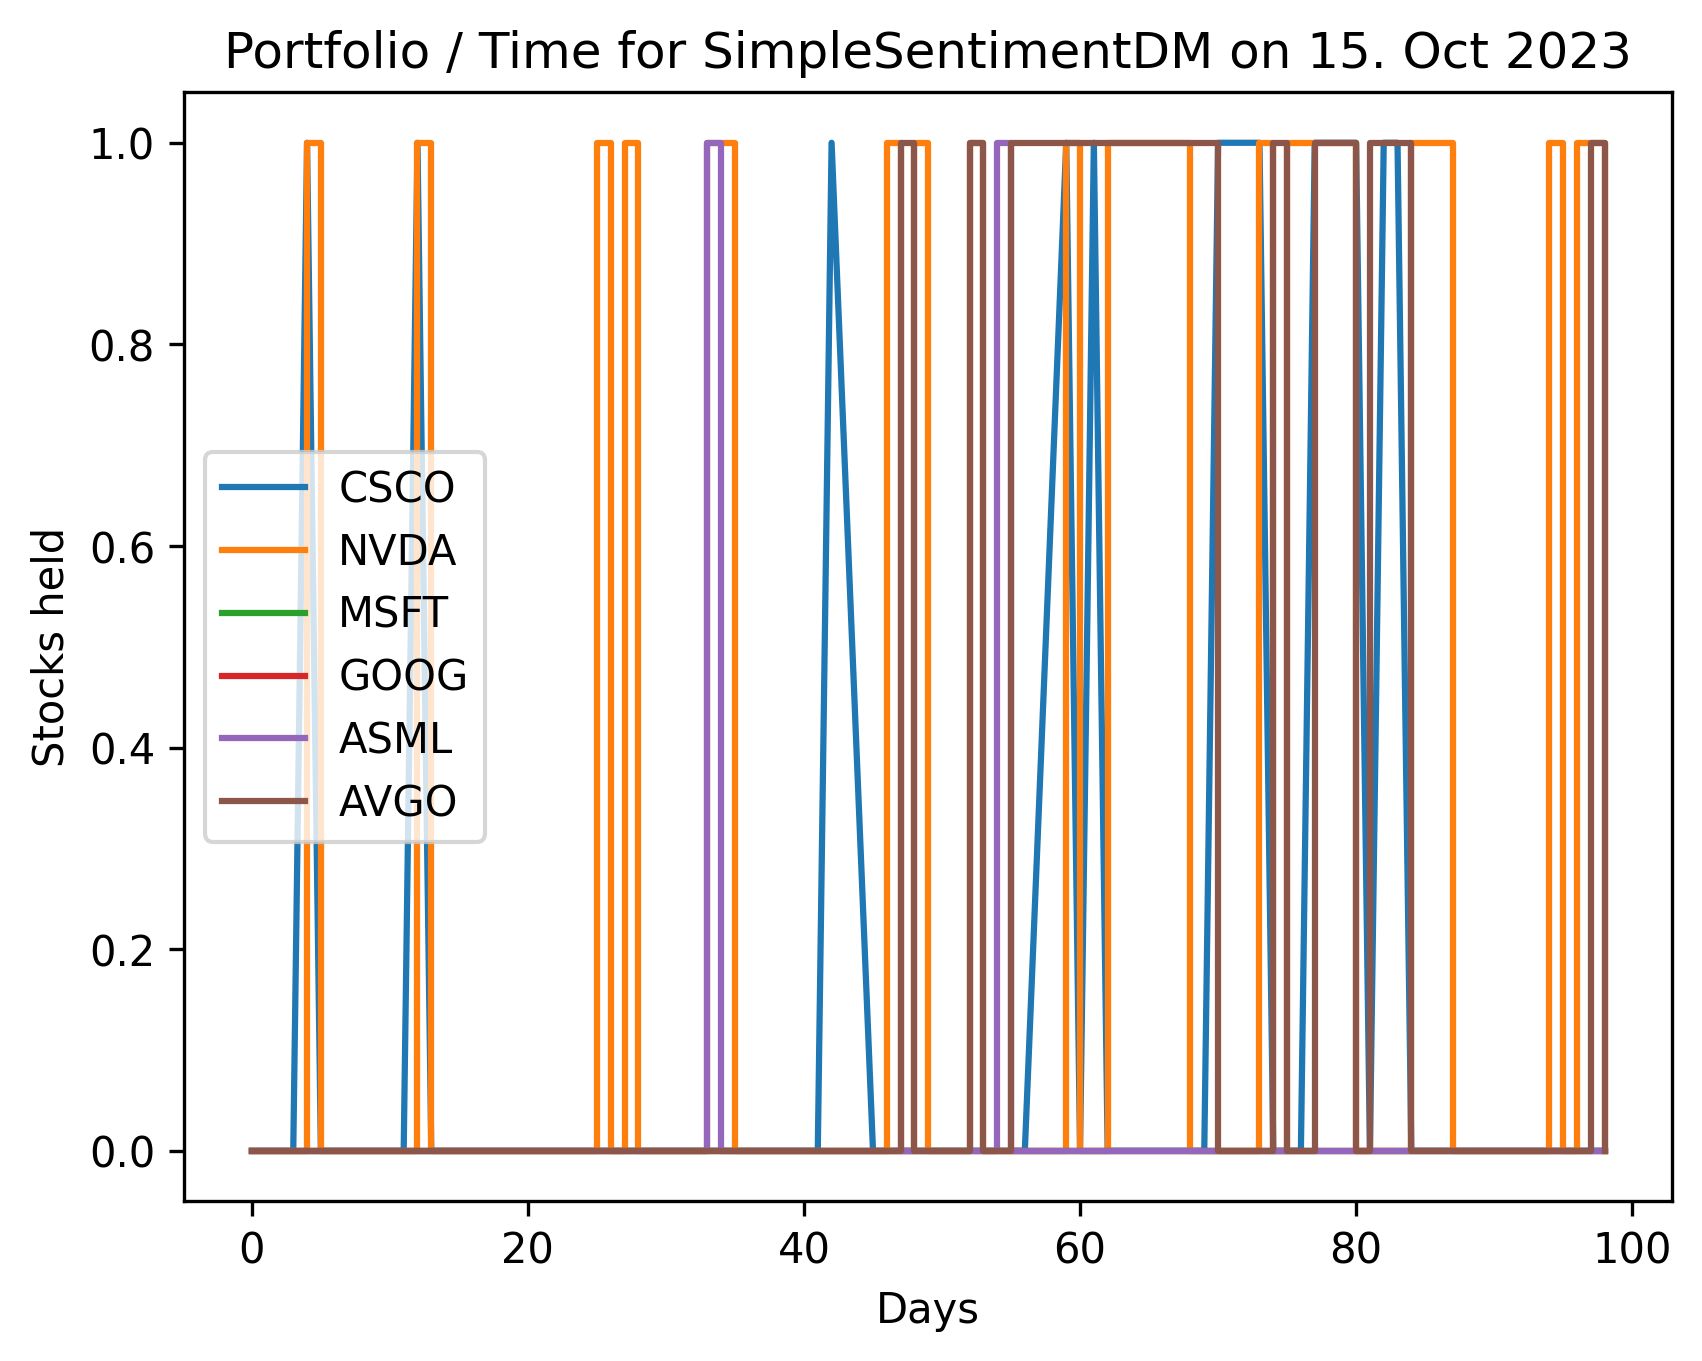 Portfolio / Time for SimpleSentimentDM on 15. Oct 2023
1.0
0.8
0.6
0.4
0.2
0.0
Stocks held
CSCO
NVDA
MSFT
GOOG
ASML
AVGO
0 20 40 60 80 100
Days